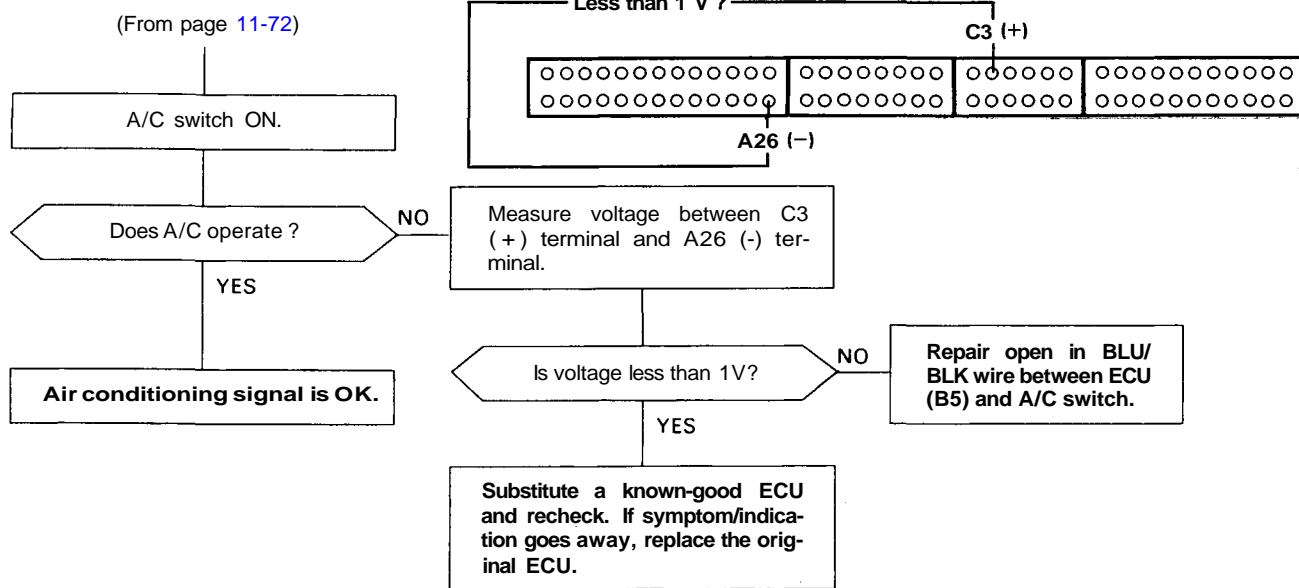 (From page 11-72)
Less than 1 V ?
C3 (+)
A26 (−)
A/C switch ON.
Does A/C operate ?
NO
YES
Measure voltage between C3
(+) terminal and A26 (-) ter-
minal.
Air conditioning signal is OK.
Is voltage less than 1V?
NO
YES
Repair open in BLU/
BLK wire between ECU
(B5) and A/C switch.
Substitute a known-good ECU
and recheck. If symptom/indica-
tion goes away, replace the orig-
inal ECU.